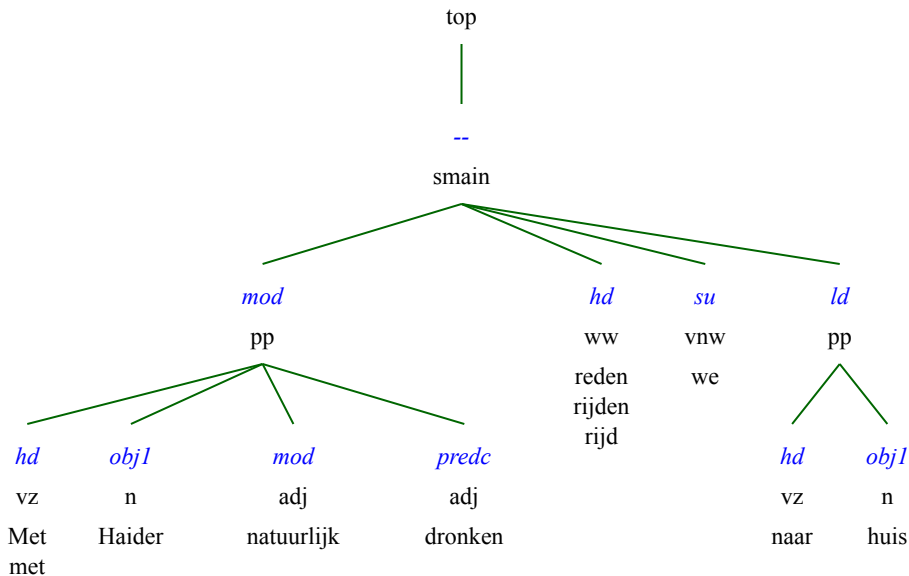 top
--
smain
mod hd su ld
pp ww vnw pp
reden we
rijden
rijd
hd obj1 mod predc hd obj1
vz n adj adj vz n
Met Haider natuurlijk dronken naar huis
met